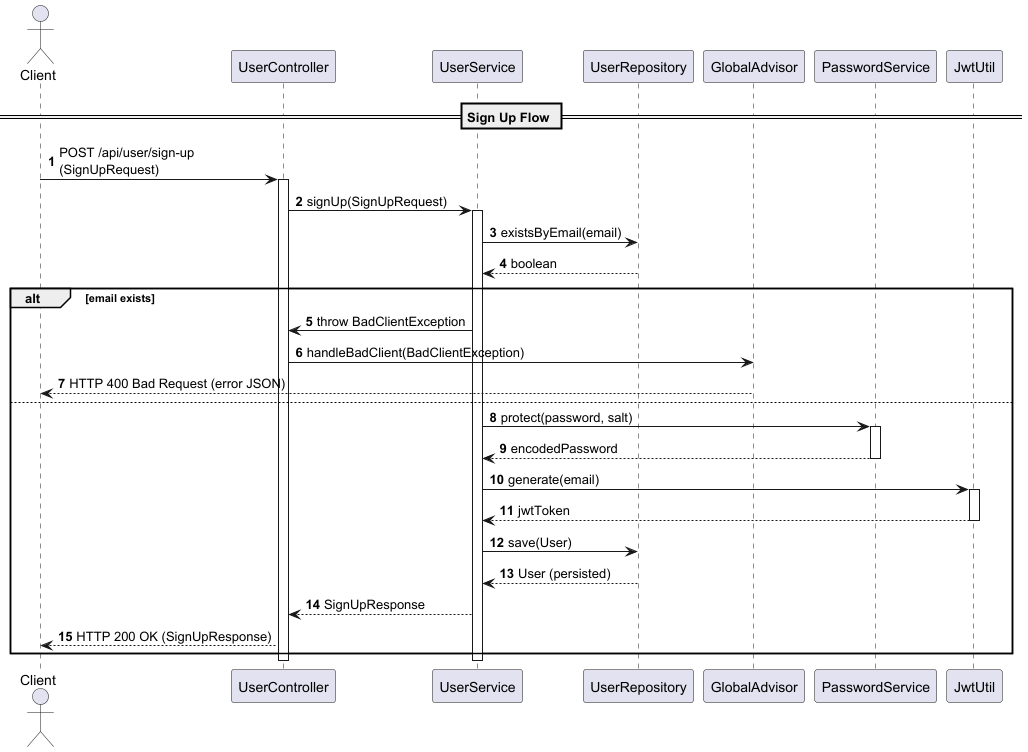 Client
UserController
UserService
UserRepository
GlobalAdvisor
PasswordService
JwtUtil
Sign Up Flow
1 POST /api/user/sign-up
(SignUpRequest)
2 signUp(SignUpRequest)
3 existsByEmail(email)
4 boolean
alt [email exists]
5 throw BadClientException
6 handleBadClient(BadClientException)
7 HTTP 400 Bad Request (error JSON)
8 protect(password, salt)
9 encodedPassword
10 generate(email)
11 jwtToken
12 save(User)
13 User (persisted)
14 SignUpResponse
15 HTTP 200 OK (SignUpResponse)
Client
UserController
UserService
UserRepository
GlobalAdvisor
PasswordService
JwtUtil